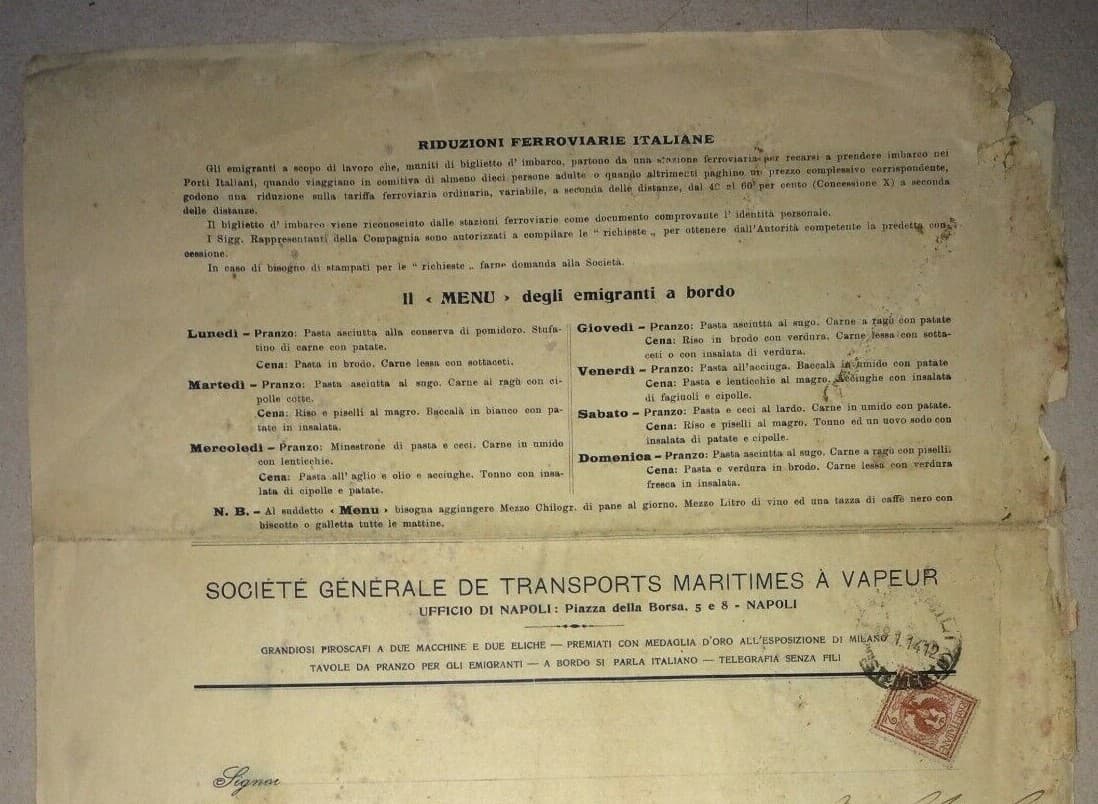 RIDUZIONI FERROVIARIE ITALIANE
Gli emigranti a scopo di lavoro che, muniti di biglietto d' imbarco, partono da una stazione ferroviaria per recarsi a prendere imbarco nei
Porti Italiani, quando viaggiano in comitiva di almeno dieci persone adulte o quando altrimenti paghino un prezzo complessivo corrispondente,
godono una riduzione sulla tariffa ferroviaria ordinaria, variabile, a seconda delle distanze, dal 40 al 60 per cento (Concessione X) a seconda
delle distanze.
Il biglietto d' imbarco viene riconosciuto dalle stazioni ferroviarie come documento comprovante l' identità personale.
I Sigg. Rappresentanti della Compagnia sono autorizzati a compilare le “ richieste „ per ottenere dall'Autorità competente la predetta con-
cessione.
In caso di bisogno di stampati per le “ richieste „ farne domanda alla Società.
Il ‹ MENU › degli emigranti a bordo
Lunedì – Pranzo: Pasta asciutta alla conserva di pomidoro. Stufa-
tino di carne con patate.
Cena: Pasta in brodo. Carne lessa con sottaceti.
Martedì – Pranzo: Pasta asciutta al sugo. Carne al ragù con ci-
polle cotte.
Cena: Riso e piselli al magro. Baccalà in bianco con pa-
tate in insalata.
Mercoledì – Pranzo: Minestrone di pasta e ceci. Carne in umido
con lenticchie.
Cena: Pasta all' aglio e olio e acciughe. Tonno con insa-
lata di cipolle e patate.
Giovedì – Pranzo: Pasta asciutta al sugo. Carne a ragù con patate
Cena: Riso in brodo con verdura. Carne lessa con sotta-
ceti o con insalata di verdura.
Venerdì – Pranzo: Pasta all'acciuga. Baccalà in umido con patate
Cena: Pasta e lenticchie al magro. Acciughe con insalata
di fagiuoli e cipolle.
Sabato – Pranzo: Pasta e ceci al lardo. Carne in umido con patate.
Cena: Riso e piselli al magro. Tonno ed un uovo sodo con
insalata di patate e cipolle.
Domenica – Pranzo: Pasta asciutta al sugo. Carne a ragù con piselli.
Cena: Pasta e verdura in brodo. Carne lessa con verdura
fresca in insalata.
N. B. – Al suddetto ‹ Menu › bisogna aggiungere Mezzo Chilogr. di pane al giorno. Mezzo Litro di vino ed una tazza di caffè nero con
biscotto o galletta tutte le mattine.
SOCIÉTÉ GÉNÉRALE DE TRANSPORTS MARITIMES À VAPEUR
UFFICIO DI NAPOLI: Piazza della Borsa, 5 e 8 - NAPOLI
GRANDIOSI PIROSCAFI A DUE MACCHINE E DUE ELICHE — PREMIATI CON MEDAGLIA D'ORO ALL'ESPOSIZIONE DI MILANO
TAVOLE DA PRANZO PER GLI EMIGRANTI — A BORDO SI PARLA ITALIANO — TELEGRAFIA SENZA FILI
1.1412
2
Signor